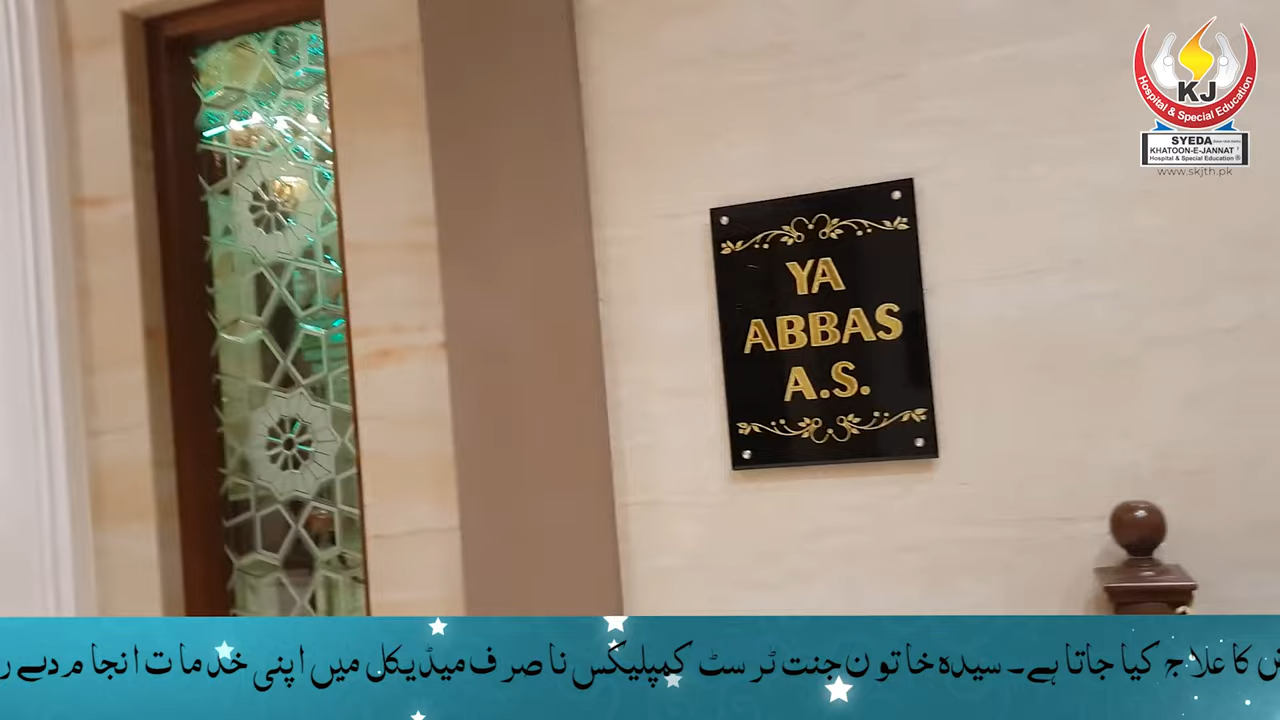 KJ
Hospital & Special Education
SYEDA
KHATOON-E-JANNAT
Hospital & Special Education ®
www.skjth.pk
YA
ABBAS
A.S.
کا علاج کیا جاتا ہے۔ سیدہ خاتون جنت ٹرسٹ کمپلیکس نا صرف میڈیکل میں اپنی خدمات انجام دے